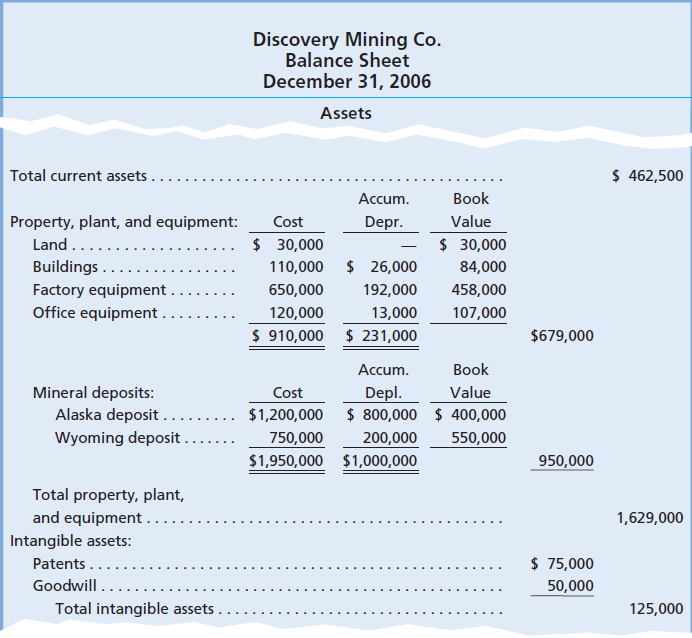 Discovery Mining Co.
Balance Sheet
December 31, 2006
Assets
Total current assets . . . . . . . . . . . . . . . . . . . . . . . . . . . . . . . . . . . . . . . . . . $ 462,500
Accum. Book
Property, plant, and equipment: Cost Depr. Value
Land . . . . . . . . . . . . . . . . . . . $ 30,000 — $ 30,000
Buildings . . . . . . . . . . . . . . . . 110,000 $ 26,000 84,000
Factory equipment . . . . . . . . 650,000 192,000 458,000
Office equipment . . . . . . . . . 120,000 13,000 107,000
$ 910,000 $ 231,000 $679,000
Accum. Book
Mineral deposits: Cost Depl. Value
Alaska deposit . . . . . . . . . $1,200,000 $ 800,000 $ 400,000
Wyoming deposit . . . . . . . 750,000 200,000 550,000
$1,950,000 $1,000,000 950,000
Total property, plant,
and equipment . . . . . . . . . . . . . . . . . . . . . . . . . . . . . . . . . . . . . . . . . . 1,629,000
Intangible assets:
Patents . . . . . . . . . . . . . . . . . . . . . . . . . . . . . . . . . . . . . . . . . . . . . . . . . $ 75,000
Goodwill . . . . . . . . . . . . . . . . . . . . . . . . . . . . . . . . . . . . . . . . . . . . . . . . 50,000
Total intangible assets . . . . . . . . . . . . . . . . . . . . . . . . . . . . . . . . . . 125,000